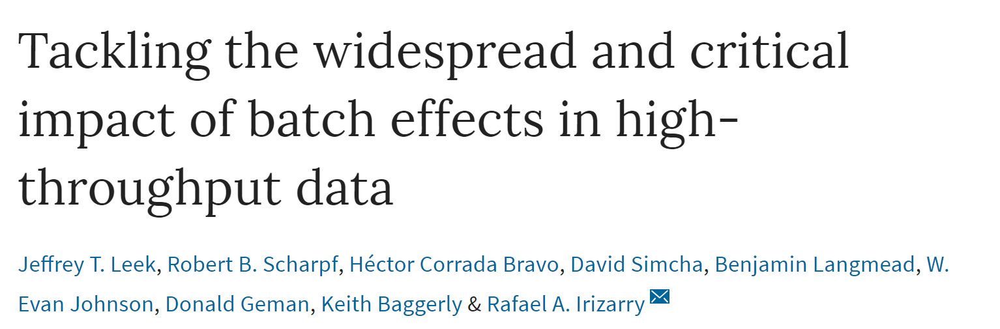 Tackling the widespread and critical
impact of batch effects in high-
throughput data
Jeffrey T. Leek, Robert B. Scharpf, Héctor Corrada Bravo, David Simcha, Benjamin Langmead, W.
Evan Johnson, Donald Geman, Keith Baggerly & Rafael A. Irizarry